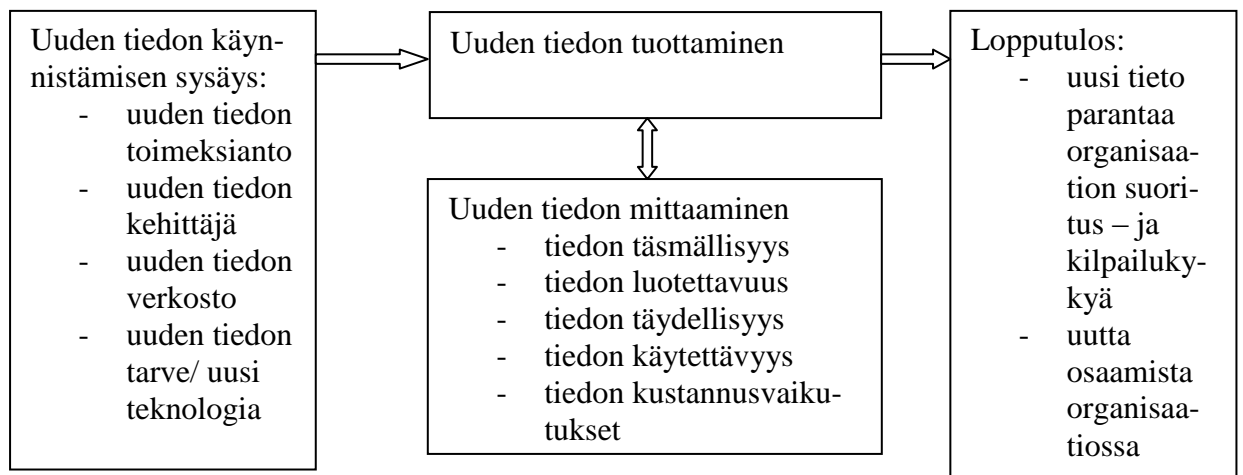 Uuden tiedon käyn-
nistämisen sysäys:
- uuden tiedon
toimeksianto
- uuden tiedon
kehittäjä
- uuden tiedon
verkosto
- uuden tiedon
tarve/ uusi
teknologia
Uuden tiedon tuottaminen
Uuden tiedon mittaaminen
- tiedon täsmällisyys
- tiedon luotettavuus
- tiedon täydellisyys
- tiedon käytettävyys
- tiedon kustannusvaiku-
tukset
Lopputulos:
- uusi tieto
parantaa
organisaa-
tion suori-
tus – ja
kilpailuky-
kyä
- uutta
osaamista
organisaa-
tiossa